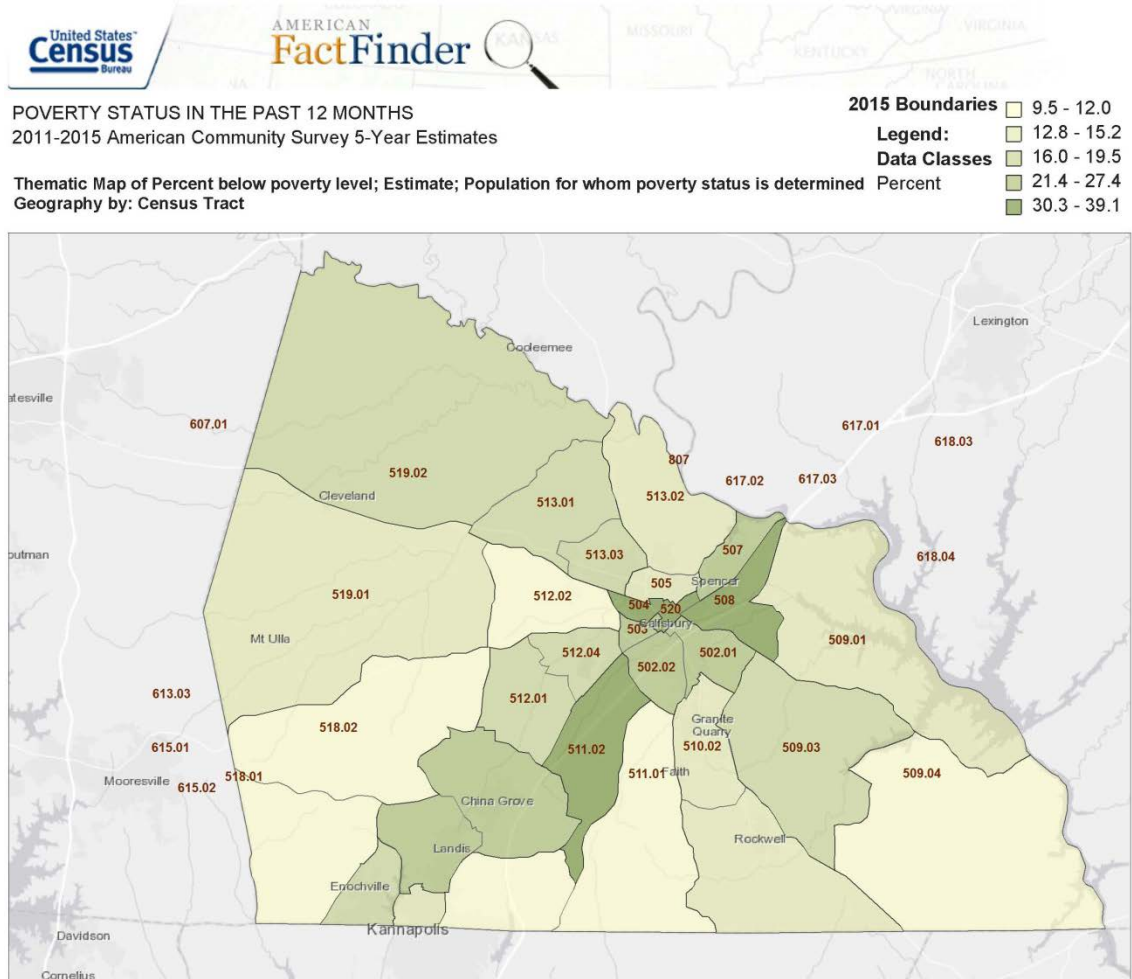 United States™
Census
Bureau
AMERICAN
FactFinder
KANSAS
MISSOURI
KENTUCKY
VIRGINIA
VIRGINIA
NORTH
CAROLINA
POVERTY STATUS IN THE PAST 12 MONTHS
2011-2015 American Community Survey 5-Year Estimates
Thematic Map of Percent below poverty level; Estimate; Population for whom poverty status is determined
Geography by: Census Tract
2015 Boundaries
Legend:
Data Classes
Percent
9.5 - 12.0
12.8 - 15.2
16.0 - 19.5
21.4 - 27.4
30.3 - 39.1
Lexington
Cooleemee
atesville
607.01
617.01
618.03
807
519.02
617.02
617.03
Cleveland
513.01
513.02
outman
513.03
507
618.04
505
Spencer
519.01
512.02
504
520
508
503
Salisbury
Mt Ulla
512.04
502.02
502.01
509.01
613.03
512.01
518.02
Granite
Quarry
615.01
511.02
510.02
509.03
518.01
511.01
Faith
509.04
Mooresville
615.02
China Grove
Landis
Rockwell
Enochville
Kannapolis
Davidson
Cornelius